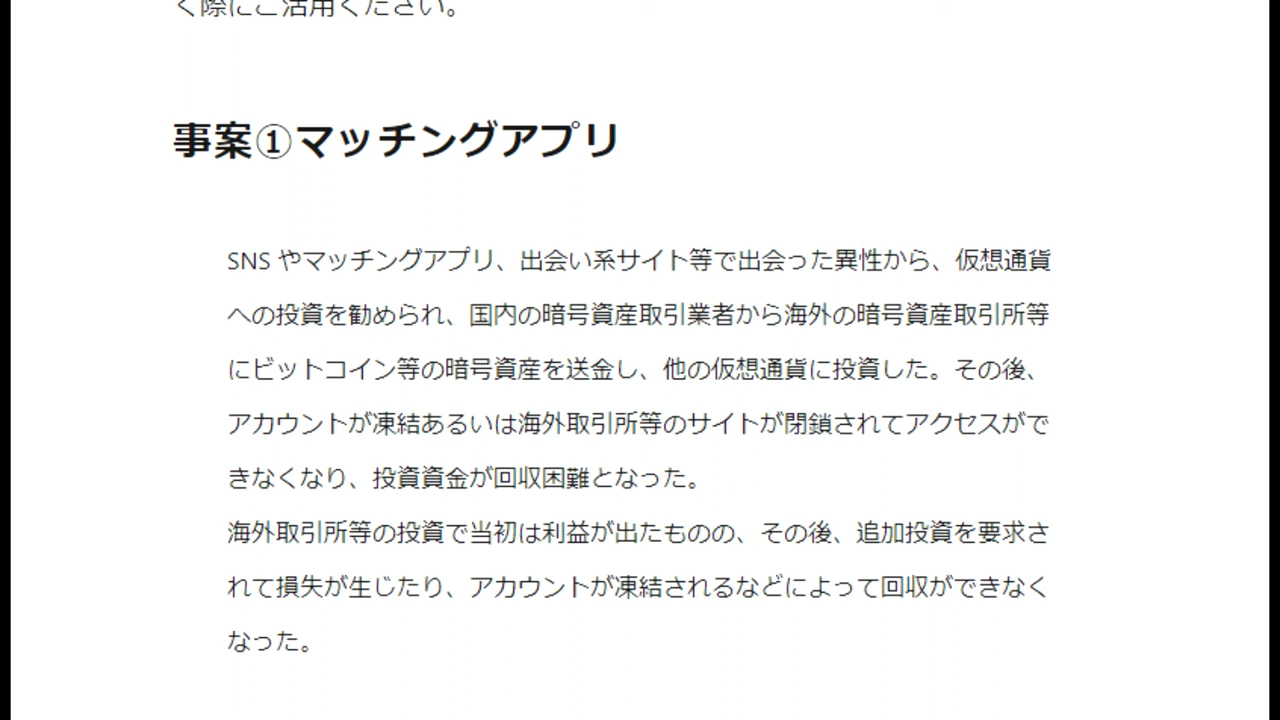 く際にご活用ください。
事案①マッチングアプリ
SNS やマッチングアプリ、出会い系サイト等で出会った異性から、仮想通貨
への投資を勧められ、国内の暗号資産取引業者から海外の暗号資産取引所等
にビットコイン等の暗号資産を送金し、他の仮想通貨に投資した。その後、
アカウントが凍結あるいは海外取引所等のサイトが閉鎖されてアクセスがで
きなくなり、投資資金が回収困難となった。
海外取引所等の投資で当初は利益が出たものの、その後、追加投資を要求さ
れて損失が生じたり、アカウントが凍結されるなどによって回収ができなく
なった。